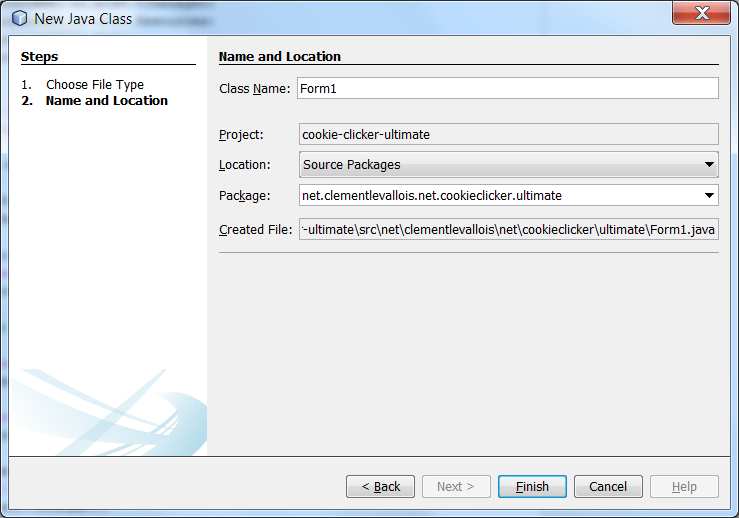 New Java Class
Steps
1. Choose File Type
2. Name and Location
Name and Location
Class Name: Form1
Project: cookie-clicker-ultimate
Location: Source Packages
Package: net.clementlevallois.net.cookieclicker.ultimate
Created File: -ultimate\src\net\clementlevallois\net\cookieclicker\ultimate\Form1.java
< Back Next > Finish Cancel Help